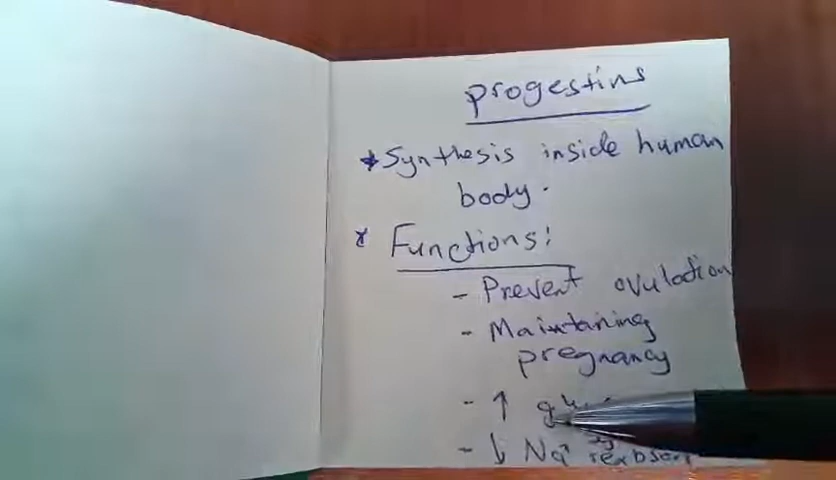 progestins
* Synthesis inside human
body.
* Functions:
- Prevent ovulation
- Maintaining
pregnancy
- ↑
- ↓ Na⁺